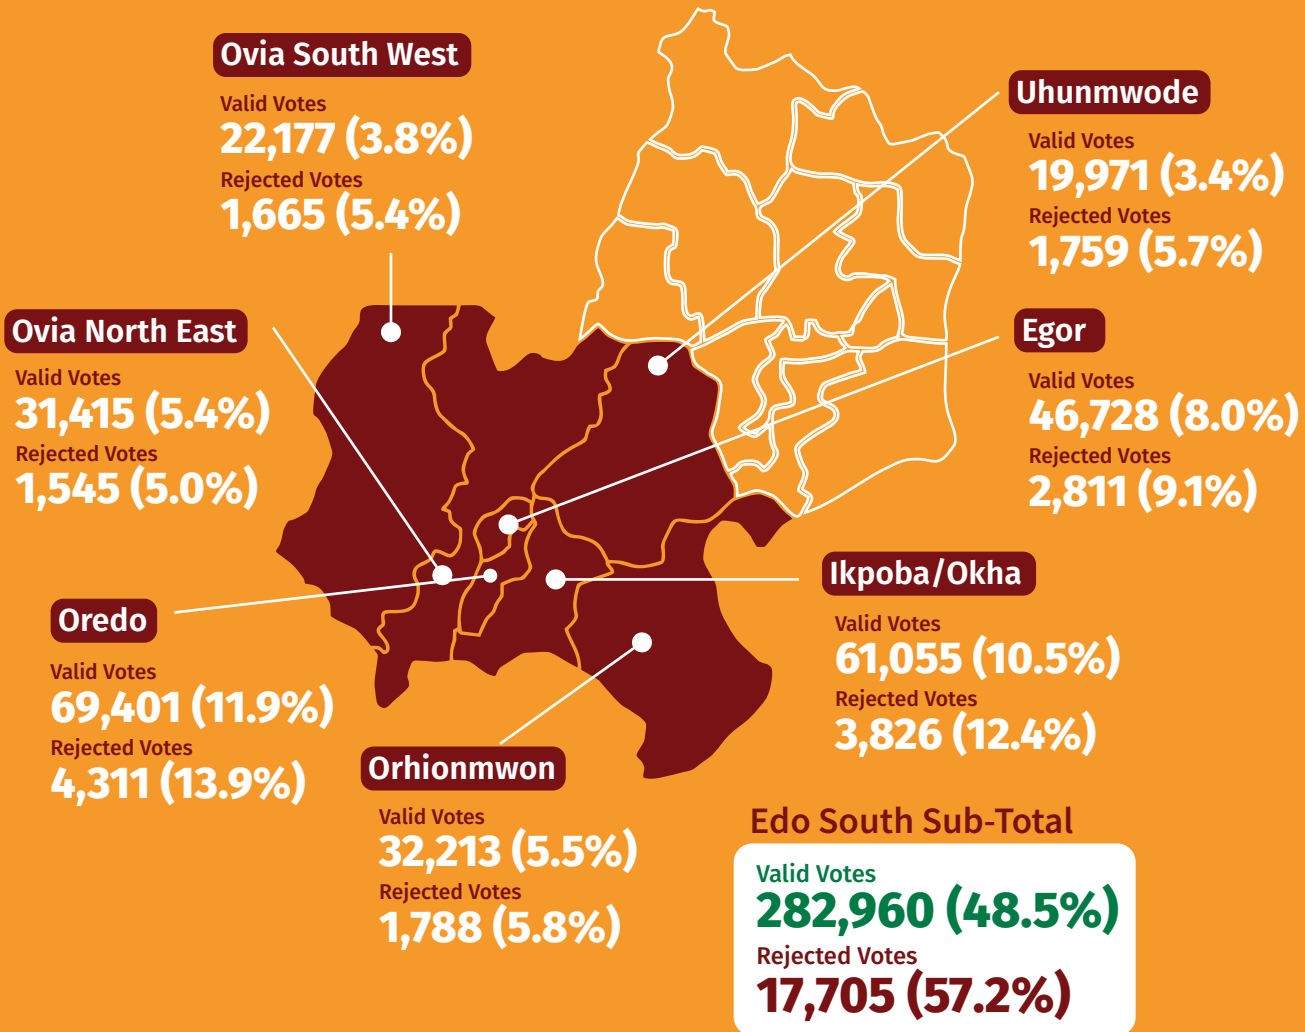 Ovia South West
Valid Votes
22,177 (3.8%)
Rejected Votes
1,665 (5.4%)
Uhunmwode
Valid Votes
19,971 (3.4%)
Rejected Votes
1,759 (5.7%)
Ovia North East
Valid Votes
31,415 (5.4%)
Rejected Votes
1,545 (5.0%)
Egor
Valid Votes
46,728 (8.0%)
Rejected Votes
2,811 (9.1%)
Oredo
Valid Votes
69,401 (11.9%)
Rejected Votes
4,311 (13.9%)
Ikpoba/Okha
Valid Votes
61,055 (10.5%)
Rejected Votes
3,826 (12.4%)
Orhionmwon
Valid Votes
32,213 (5.5%)
Rejected Votes
1,788 (5.8%)
Edo South Sub-Total
Valid Votes
282,960 (48.5%)
Rejected Votes
17,705 (57.2%)